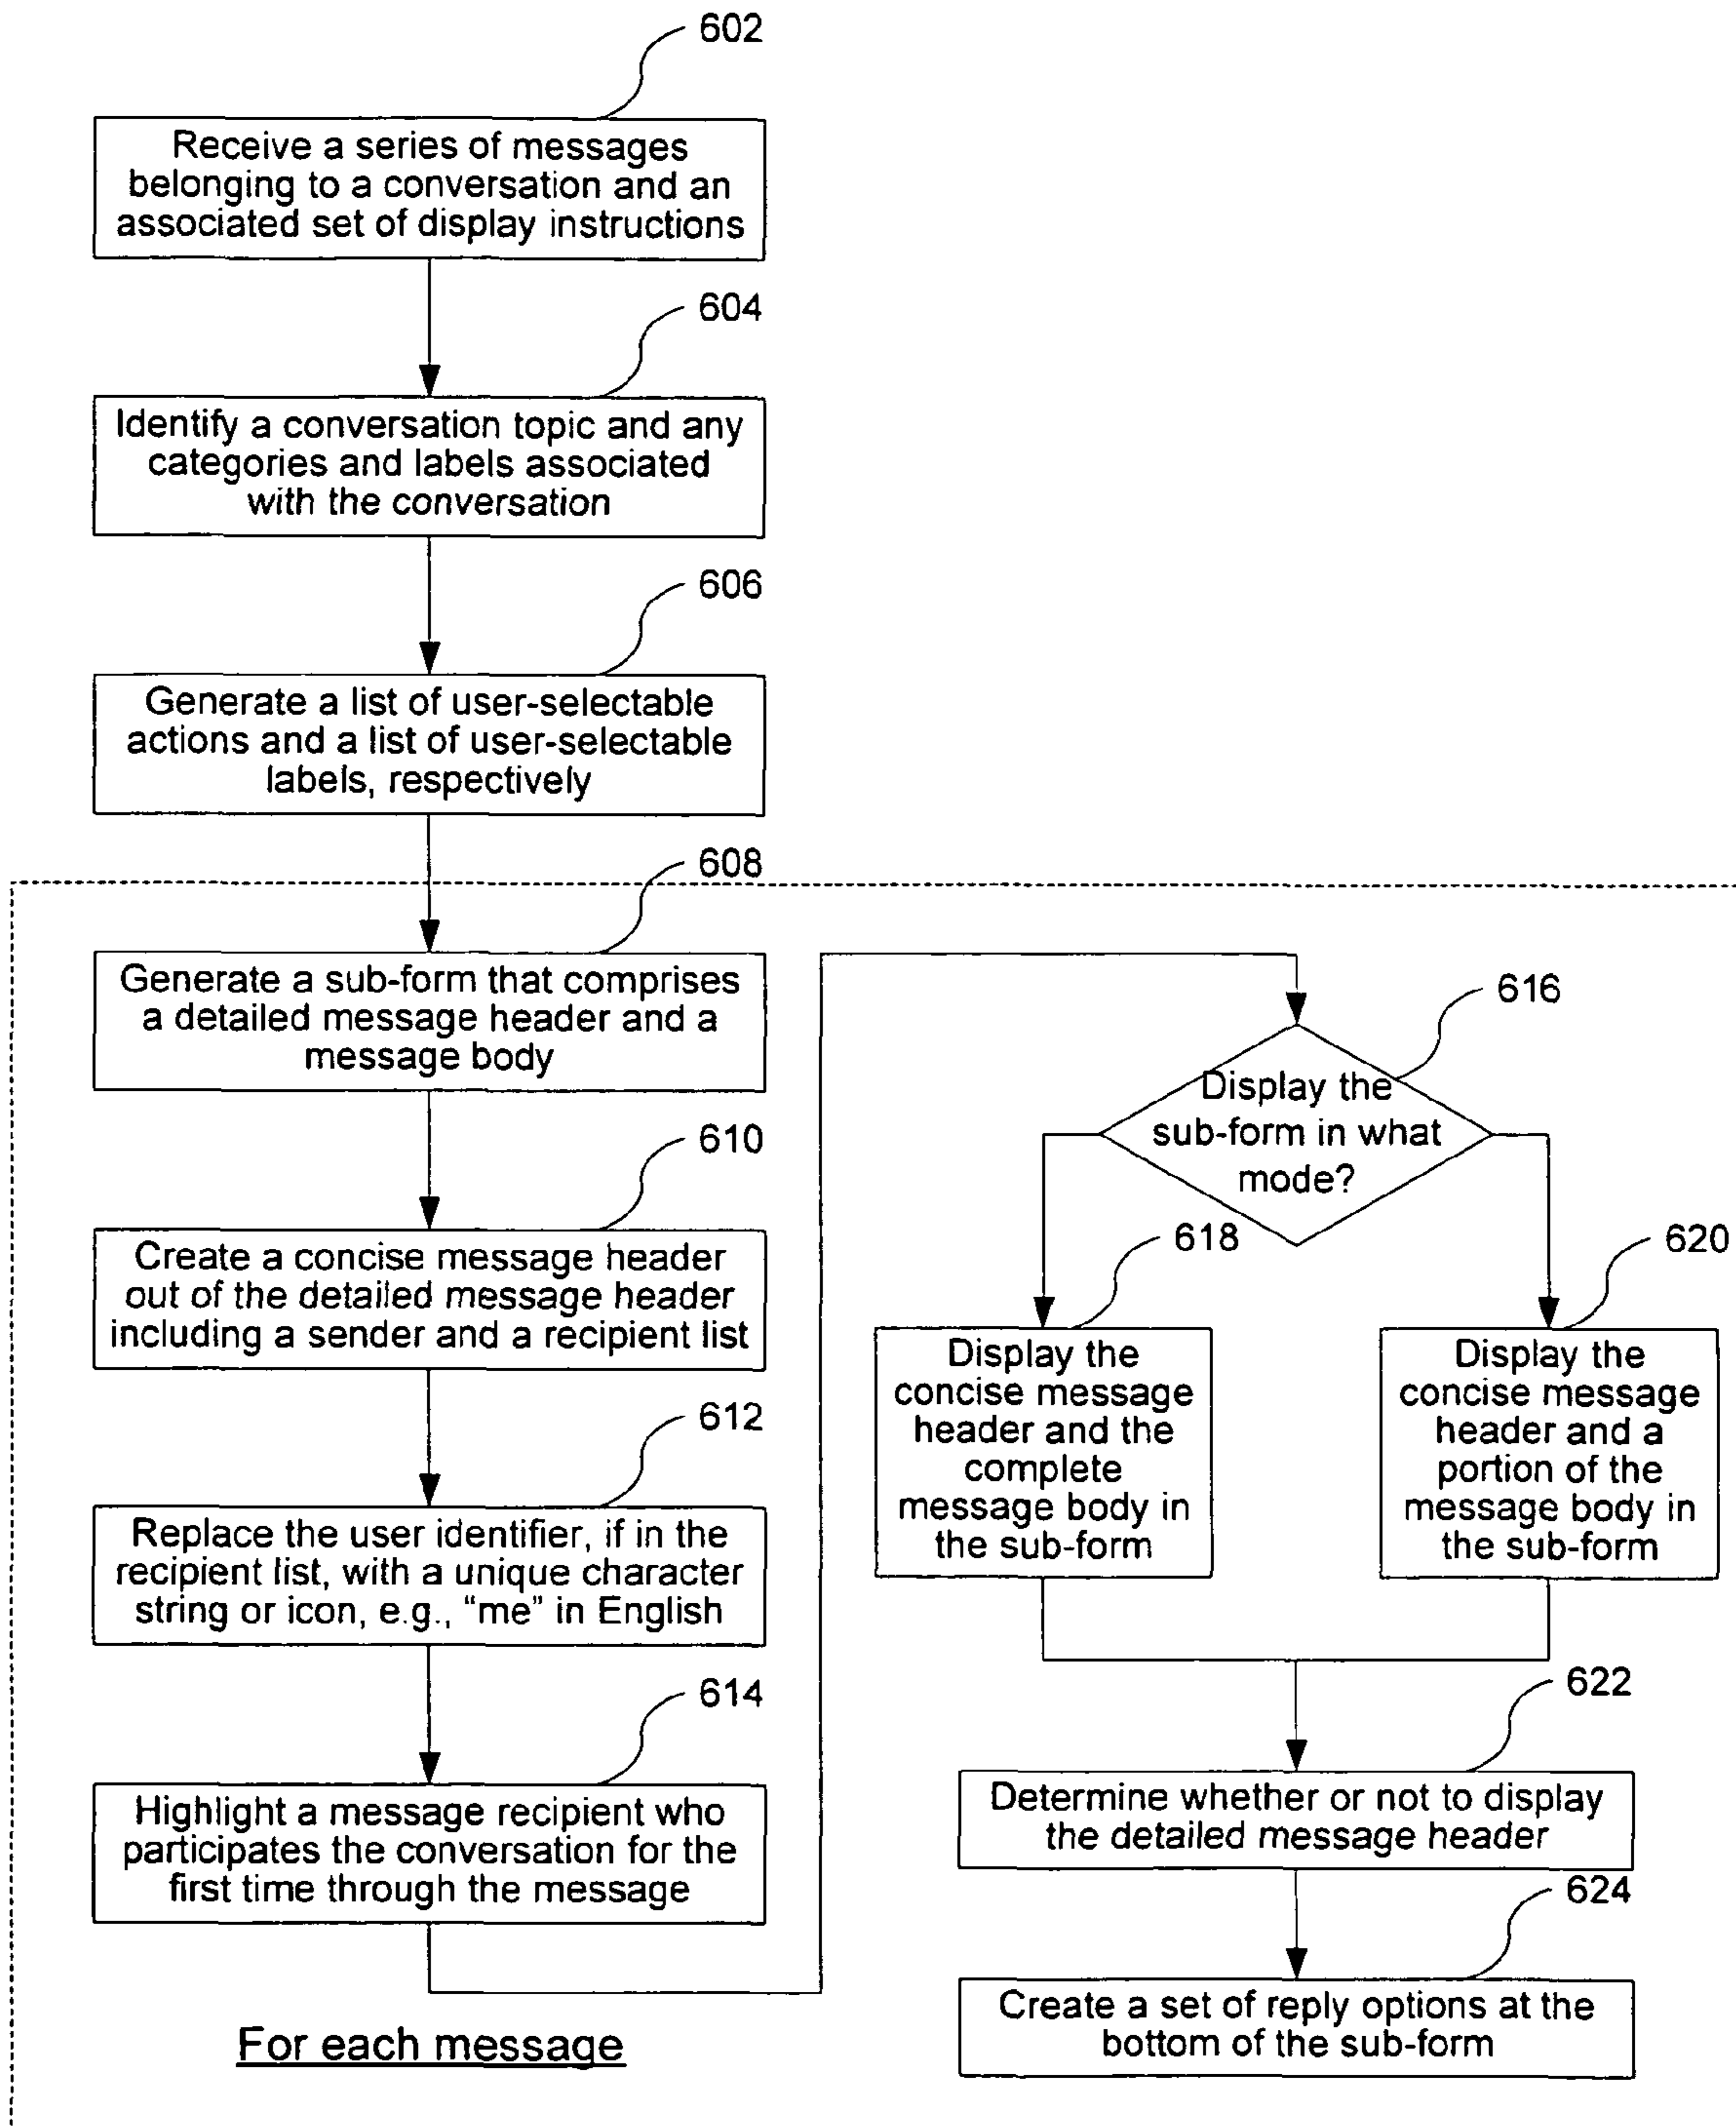 602
Receive a series of messages
belonging to a conversation and an
associated set of display instructions
604
Identify a conversation topic and any
categories and labels associated
with the conversation
606
Generate a list of user-selectable
actions and a list of user-selectable
labels, respectively
608
Generate a sub-form that comprises
a detailed message header and a
message body
610
Create a concise message header
out of the detailed message header
including a sender and a recipient list
612
Replace the user identifier, if in the
recipient list, with a unique character
string or icon, e.g., “me” in English
614
Highlight a message recipient who
participates the conversation for the
first time through the message
For each message
616
Display the
sub-form in what
mode?
618
Display the
concise message
header and the
complete
message body in
the sub-form
620
Display the
concise message
header and a
portion of the
message body in
the sub-form
622
Determine whether or not to display
the detailed message header
624
Create a set of reply options at the
bottom of the sub-form